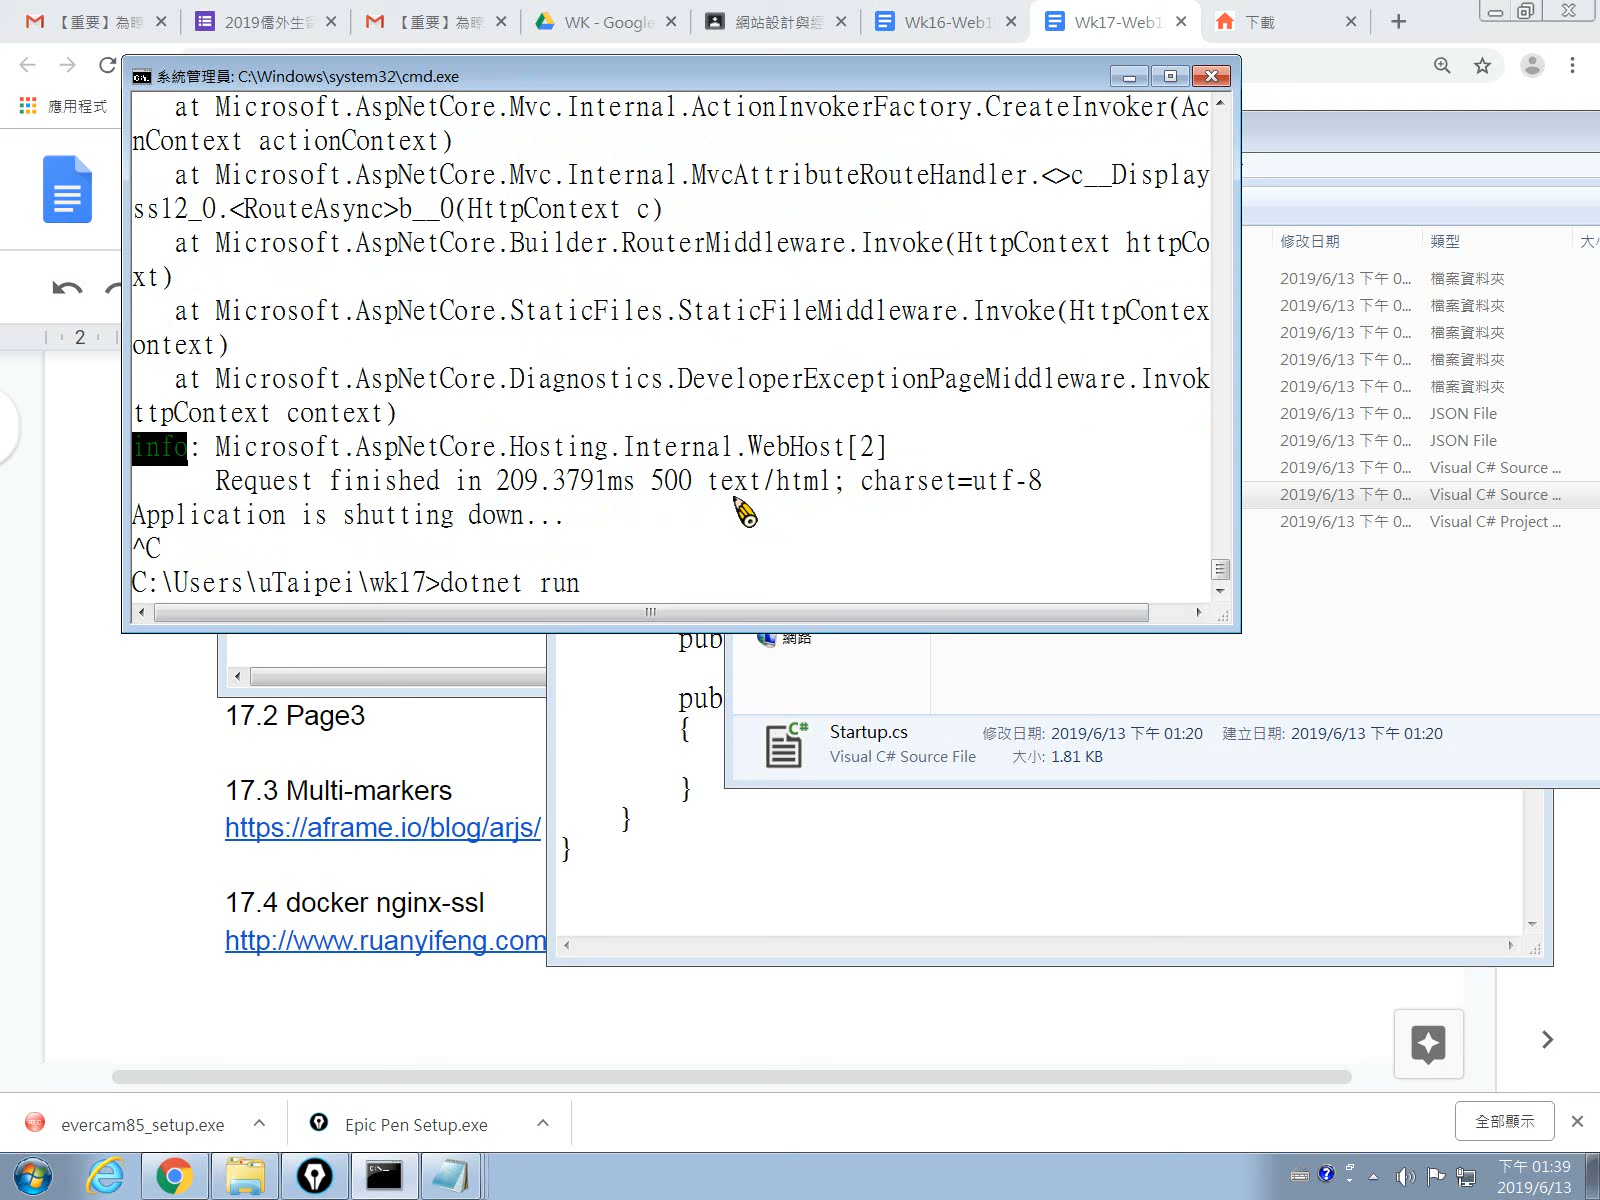 【重要】為
2019僑外生
【重要】為
WK - Google
網站設計與
Wk16-Web1
Wk17-Web1
下載
應用程式
系統管理員: C:\Windows\system32\cmd.exe
at Microsoft.AspNetCore.Mvc.Internal.ActionInvokerFactory.CreateInvoker(Ac
nContext actionContext)
at Microsoft.AspNetCore.Mvc.Internal.MvcAttributeRouteHandler.<>c__Display
ss12_0.<RouteAsync>b__0(HttpContext c)
at Microsoft.AspNetCore.Builder.RouterMiddleware.Invoke(HttpContext httpCo
xt)
at Microsoft.AspNetCore.StaticFiles.StaticFileMiddleware.Invoke(HttpContex
ontext)
at Microsoft.AspNetCore.Diagnostics.DeveloperExceptionPageMiddleware.Invok
ttpContext context)
info: Microsoft.AspNetCore.Hosting.Internal.WebHost[2]
Request finished in 209.3791ms 500 text/html; charset=utf-8
Application is shutting down...
^C
C:\Users\uTaipei\wk17>dotnet run
修改日期 類型 大
2019/6/13 下午 0... 檔案資料夾
2019/6/13 下午 0... 檔案資料夾
2019/6/13 下午 0... 檔案資料夾
2019/6/13 下午 0... 檔案資料夾
2019/6/13 下午 0... 檔案資料夾
2019/6/13 下午 0... JSON File
2019/6/13 下午 0... JSON File
2019/6/13 下午 0... Visual C# Source ...
2019/6/13 下午 0... Visual C# Source ...
2019/6/13 下午 0... Visual C# Project ...
2
網路
pub
pub
{
}
}
}
Startup.cs 修改日期: 2019/6/13 下午 01:20 建立日期: 2019/6/13 下午 01:20
Visual C# Source File 大小: 1.81 KB
17.2 Page3
17.3 Multi-markers
https://aframe.io/blog/arjs/
17.4 docker nginx-ssl
http://www.ruanyifeng.com
evercam85_setup.exe
Epic Pen Setup.exe
全部顯示
下午 01:39
2019/6/13